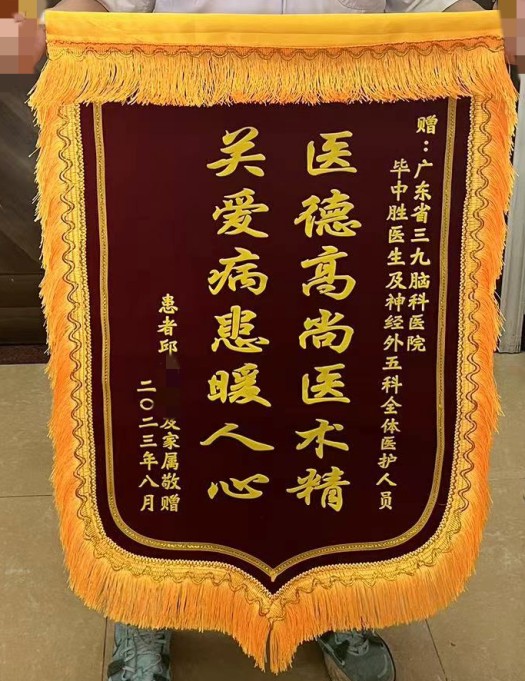 赠：广东省三九脑科医院
毕中胜医生及神经外五科全体医护人员
医德高尚医术精
关爱病患暖人心
患者邱 及家属敬赠
二〇二三年八月